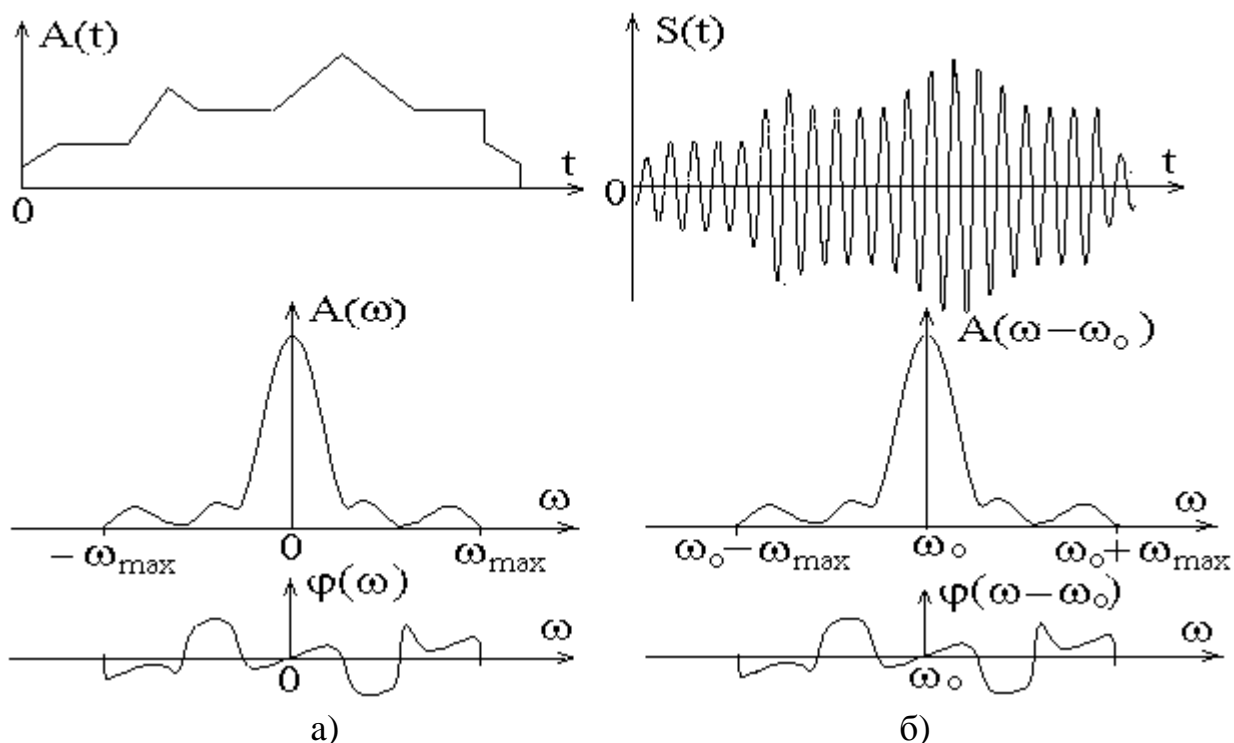 A(t)
t
0
S(t)
t
0
A(ω)
ω
−ω_max 0 ω_max
A(ω−ω₀)
ω
ω₀−ω_max ω₀ ω₀+ω_max
φ(ω)
ω
0
φ(ω−ω₀)
ω
ω₀
а) б)